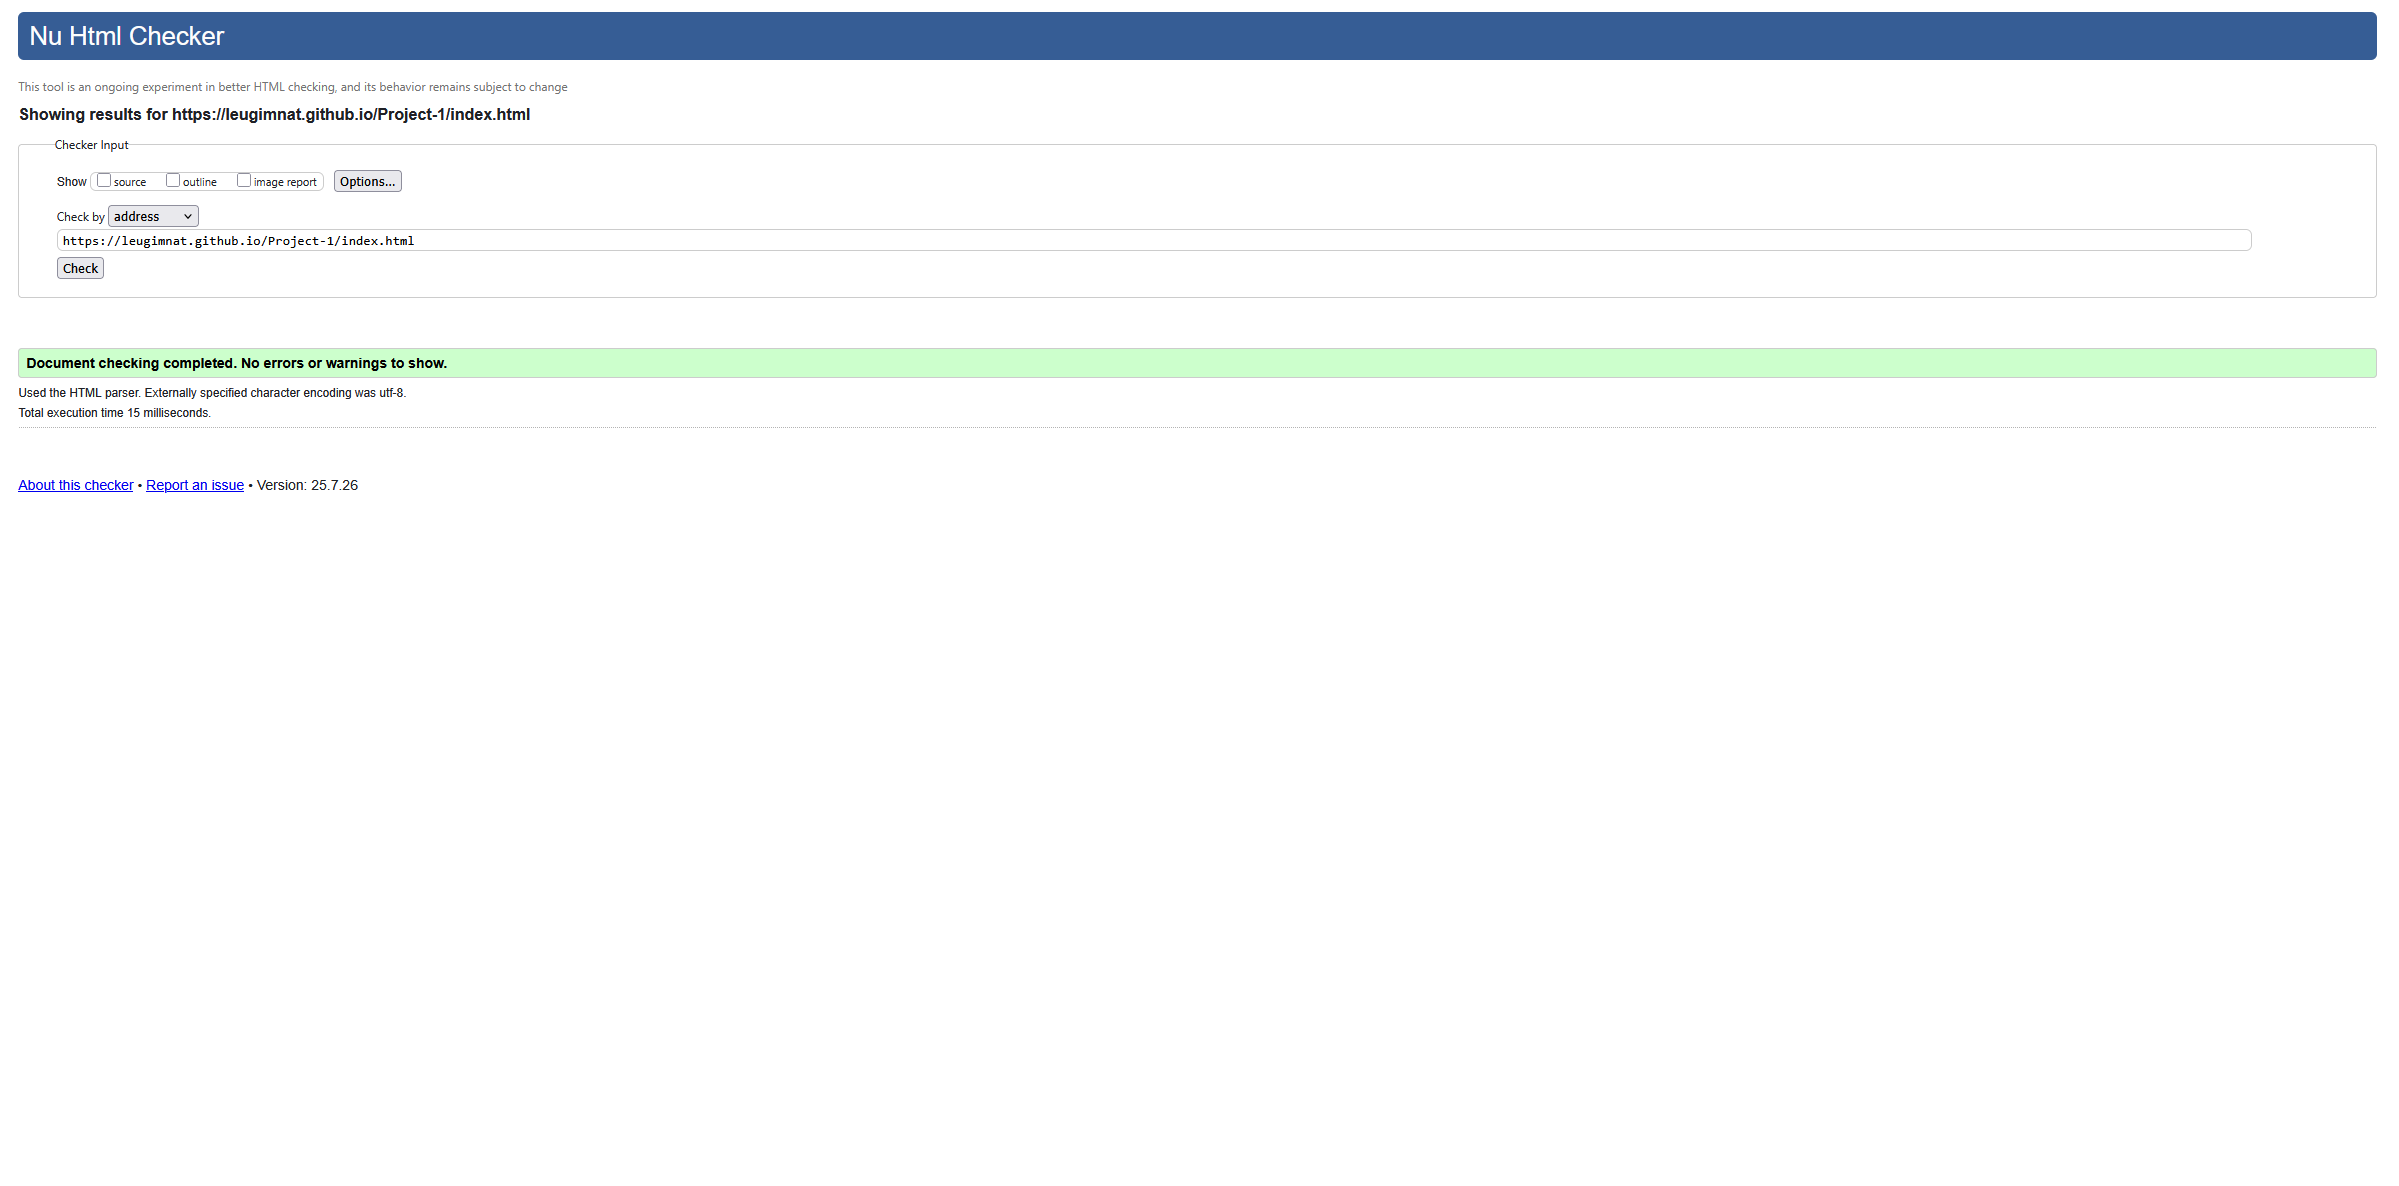 Nu Html Checker
This tool is an ongoing experiment in better HTML checking, and its behavior remains subject to change
Showing results for https://leugimnat.github.io/Project-1/index.html
Checker Input
Show source outline image report Options...
Check by address
https://leugimnat.github.io/Project-1/index.html
Check
Document checking completed. No errors or warnings to show.
Used the HTML parser. Externally specified character encoding was utf-8.
Total execution time 15 milliseconds.
About this checker • Report an issue • Version: 25.7.26